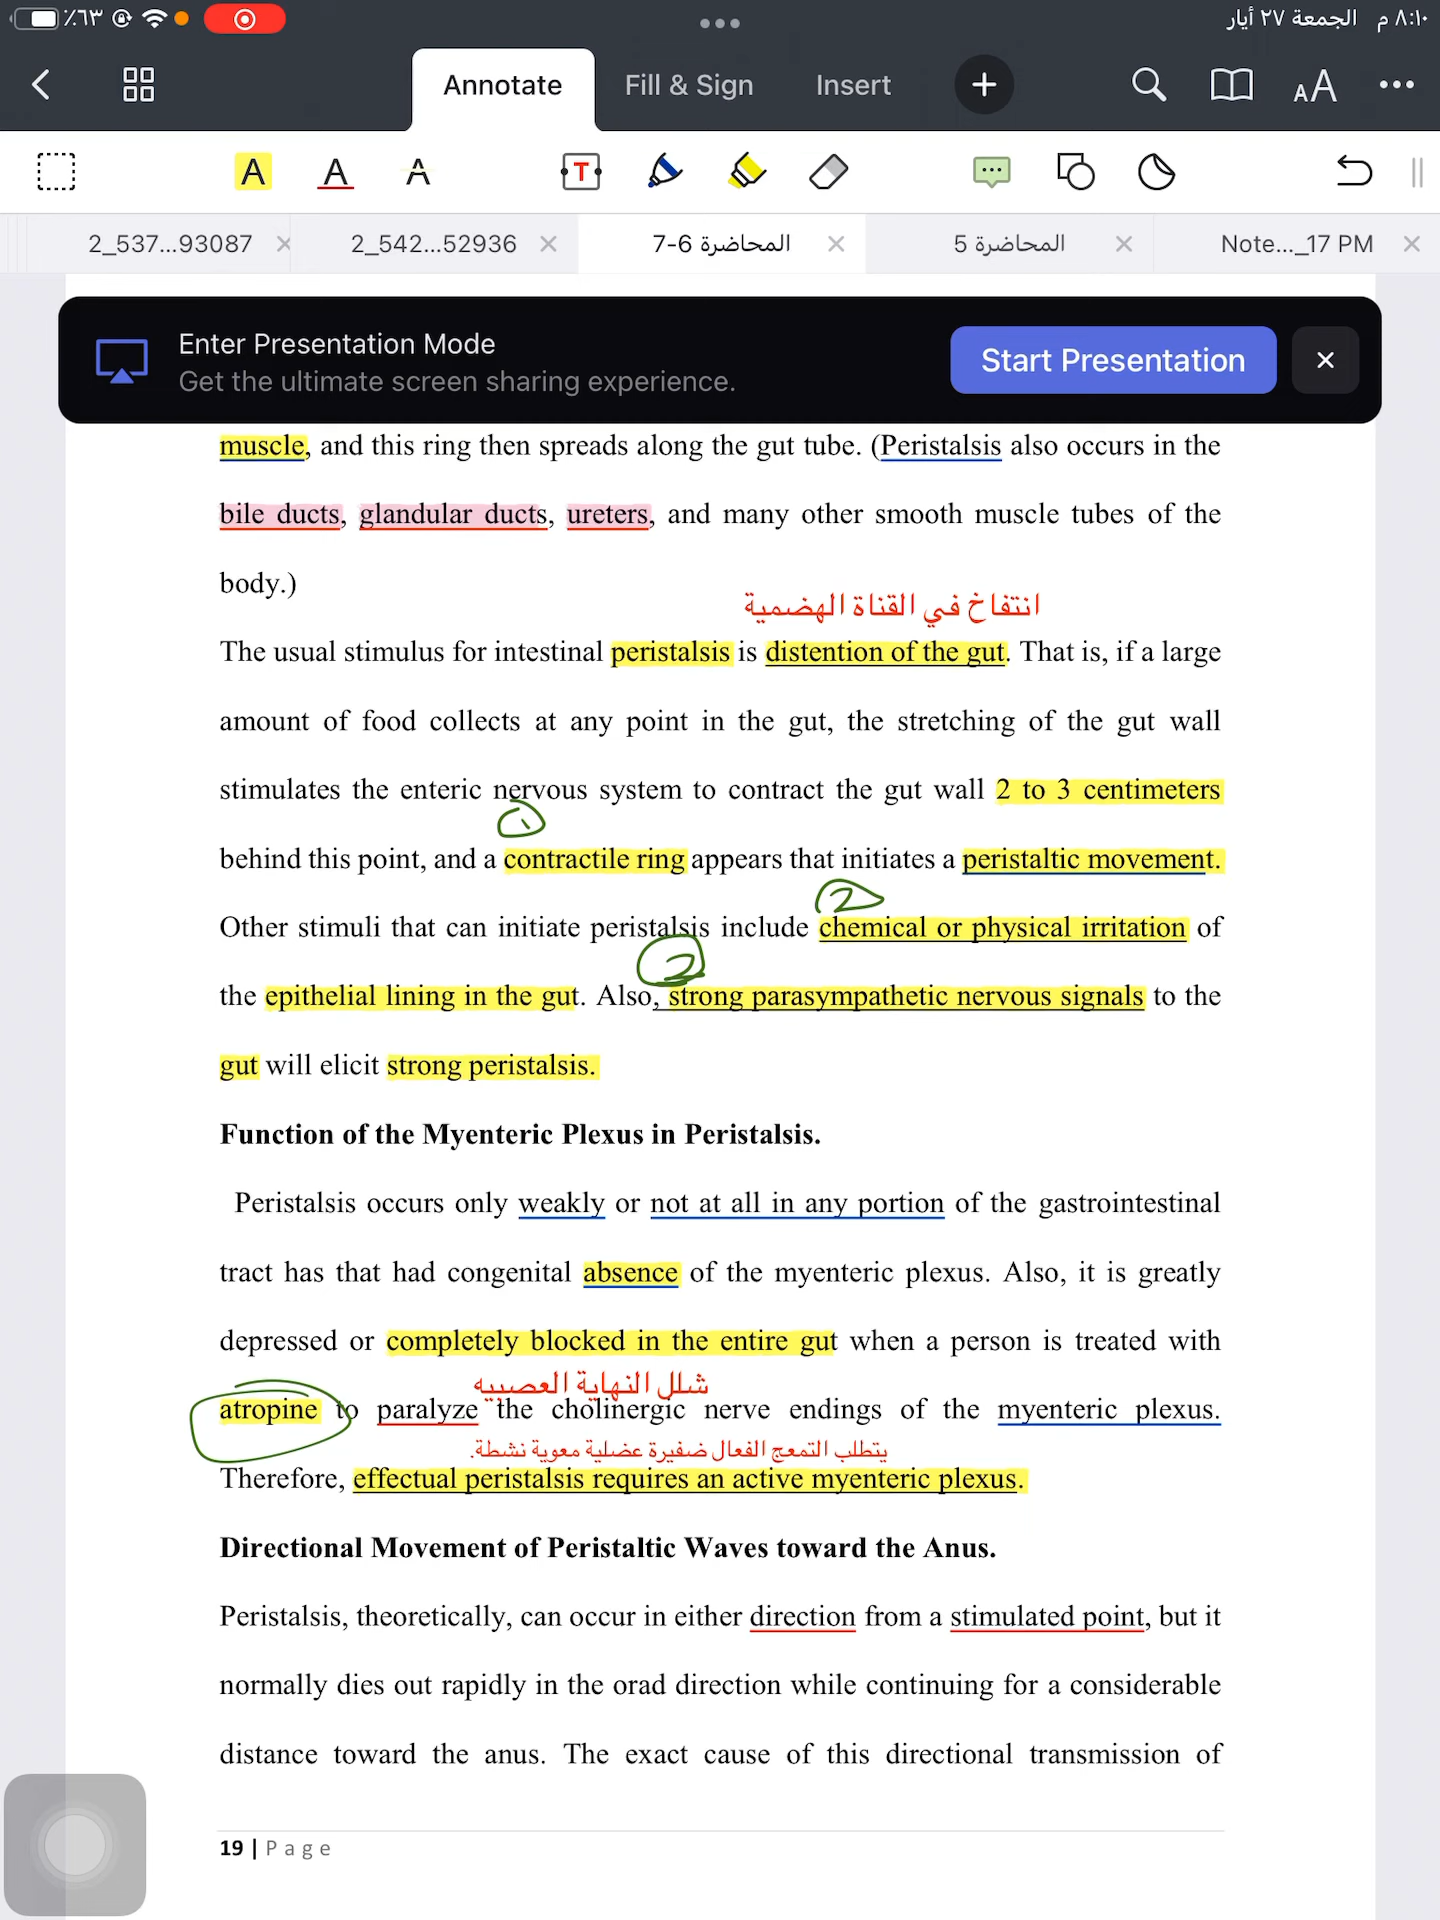 ٪٦٣
٨:١٠ م الجمعة ٢٧ أيار
Annotate
Fill & Sign
Insert
AA
A A A T
2_537...93087
2_542...52936
المحاضرة 6-7
المحاضرة 5
Note..._17 PM
Enter Presentation Mode
Get the ultimate screen sharing experience.
Start Presentation
muscle, and this ring then spreads along the gut tube. (Peristalsis also occurs in the
bile ducts, glandular ducts, ureters, and many other smooth muscle tubes of the
body.)
انتفاخ في القناة الهضمية
The usual stimulus for intestinal peristalsis is distention of the gut. That is, if a large
amount of food collects at any point in the gut, the stretching of the gut wall
stimulates the enteric nervous system to contract the gut wall 2 to 3 centimeters
behind this point, and a contractile ring appears that initiates a peristaltic movement.
2
Other stimuli that can initiate peristalsis include chemical or physical irritation of
the epithelial lining in the gut. Also, strong parasympathetic nervous signals to the
gut will elicit strong peristalsis.
Function of the Myenteric Plexus in Peristalsis.
Peristalsis occurs only weakly or not at all in any portion of the gastrointestinal
tract has that had congenital absence of the myenteric plexus. Also, it is greatly
depressed or completely blocked in the entire gut when a person is treated with
شلل النهاية العصبيه
atropine to paralyze the cholinergic nerve endings of the myenteric plexus.
يتطلب التمعج الفعال ضفيرة عضلية معوية نشطة.
Therefore, effectual peristalsis requires an active myenteric plexus.
Directional Movement of Peristaltic Waves toward the Anus.
Peristalsis, theoretically, can occur in either direction from a stimulated point, but it
normally dies out rapidly in the orad direction while continuing for a considerable
distance toward the anus. The exact cause of this directional transmission of
19 | Page